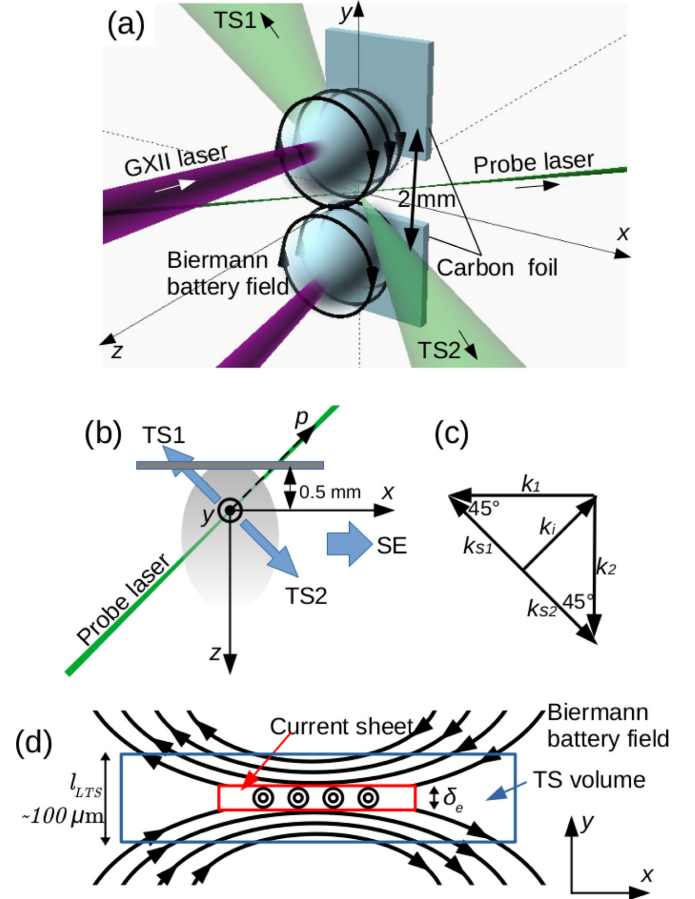 (a)
TS1
y
GXII laser
Probe laser
2 mm
x
Biermann
battery field
Carbon foil
z
TS2
(b)
p
TS1
0.5 mm
y
x
SE
Probe laser
TS2
z
(c)
k1
45°
ki
kS1
k2
45°
kS2
(d)
Current sheet
Biermann
battery field
lLTS
~100 μm
δe
TS volume
y
x